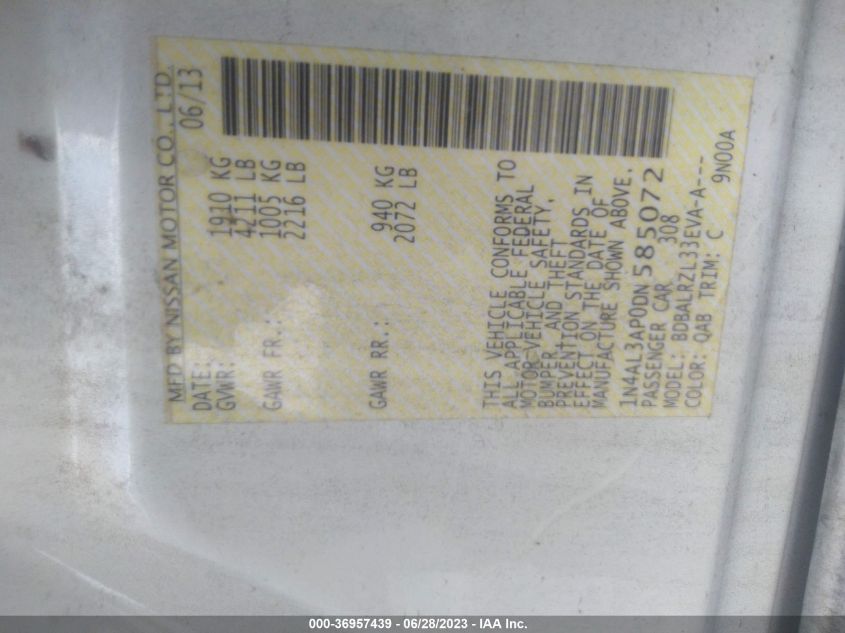 MFD BY NISSAN MOTOR CO., LTD.
DATE: 06/13
GVWR: 1910 KG
4211 LB
GAWR FR.: 1005 KG
2216 LB
GAWR RR.: 940 KG
2072 LB
THIS VEHICLE CONFORMS TO
ALL APPLICABLE FEDERAL
MOTOR VEHICLE SAFETY,
BUMPER, AND THEFT
PREVENTION STANDARDS IN
EFFECT ON THE DATE OF
MANUFACTURE SHOWN ABOVE.
1N4AL3AP0DN585072
PASSENGER CAR 308
MODEL: BDBALRZL33EVA-A---
COLOR: QAB TRIM: C 9N00A
000-36957439 - 06/28/2023 - IAA Inc.